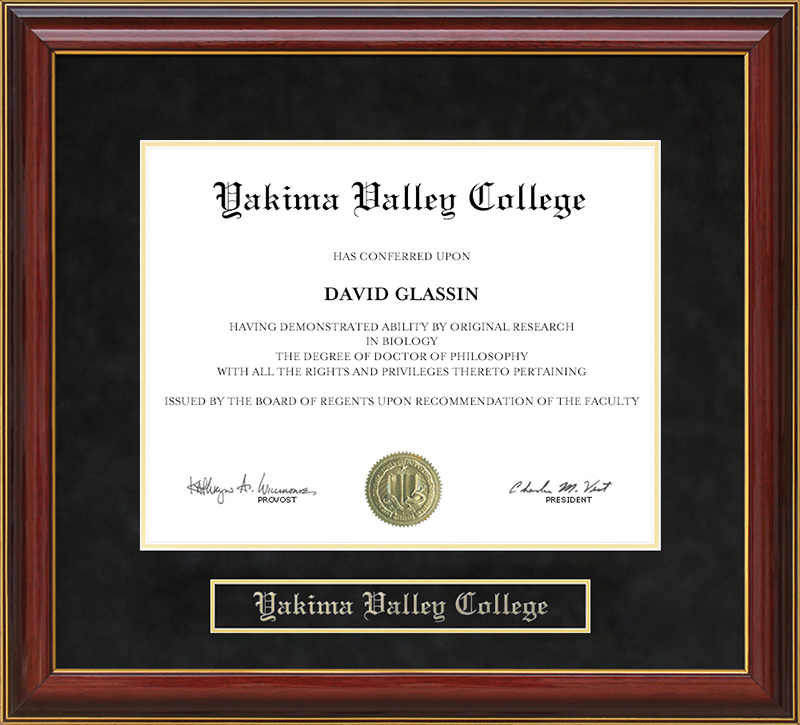 Yakima Valley College
HAS CONFERRED UPON
DAVID GLASSIN
HAVING DEMONSTRATED ABILITY BY ORIGINAL RESEARCH
IN BIOLOGY
THE DEGREE OF DOCTOR OF PHILOSOPHY
WITH ALL THE RIGHTS AND PRIVILEGES THERETO PERTAINING
ISSUED BY THE BOARD OF REGENTS UPON RECOMMENDATION OF THE FACULTY
PROVOST
Charles M. Vest
PRESIDENT
Yakima Valley College